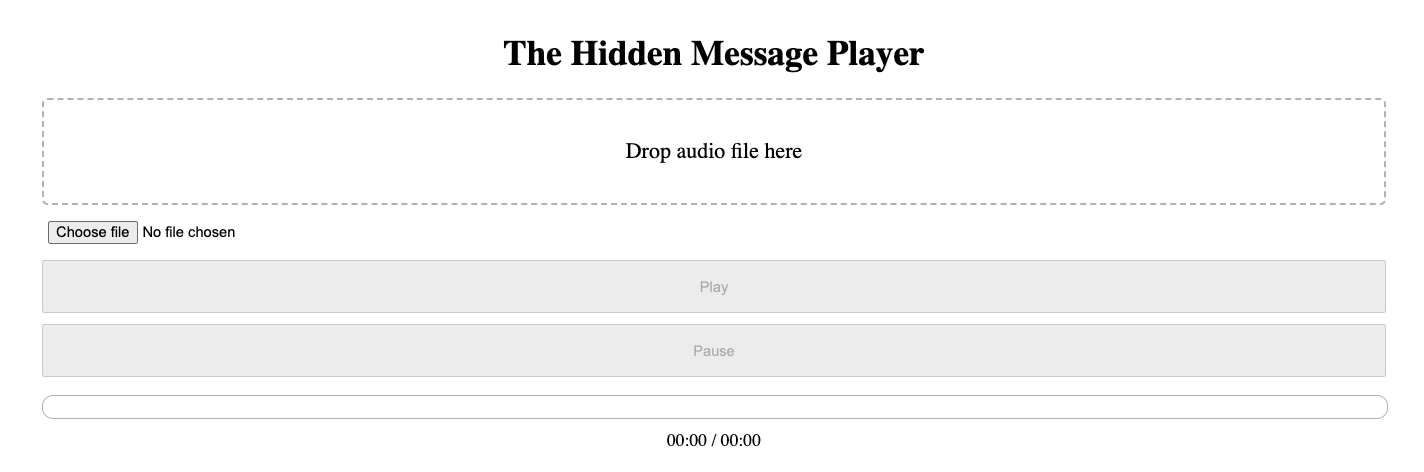 The Hidden Message Player
Drop audio file here
Choose file No file chosen
Play
Pause
00:00 / 00:00